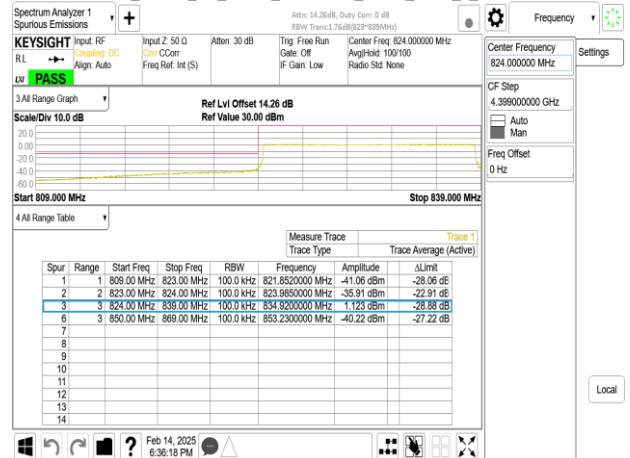 Spectrum Analyzer 1
Spurious Emissions
Attn: 14.26dB, Duty Corr: 0 dB
RBW Trans:1.76dB(823~839MHz)
Frequency
KEYSIGHT
RL
LXI PASS
Input: RF
Coupling: DC
Align: Auto
Input Z: 50 Ω
Corr CCorr
Freq Ref: Int (S)
Atten: 30 dB
Trig: Free Run
Gate: Off
IF Gain: Low
Center Freq: 824.000000 MHz
Avg|Hold: 100/100
Radio Std: None
Center Frequency
824.000000 MHz
Settings
CF Step
4.399000000 GHz
Auto
Man
Freq Offset
0 Hz
3 All Range Graph
Scale/Div 10.0 dB
Ref Lvl Offset 14.26 dB
Ref Value 30.00 dBm
20.0
0.00
-20.0
-40.0
-60.0
Start 809.000 MHz Stop 839.000 MHz
4 All Range Table
Measure Trace Trace 1
Trace Type Trace Average (Active)
Spur Range Start Freq Stop Freq RBW Frequency Amplitude ΔLimit
1 1 809.00 MHz 823.00 MHz 100.0 kHz 821.8520000 MHz -41.06 dBm -28.06 dB
2 2 823.00 MHz 824.00 MHz 100.0 kHz 823.9850000 MHz -35.91 dBm -22.91 dB
3 3 824.00 MHz 839.00 MHz 100.0 kHz 834.9200000 MHz 1.123 dBm -28.88 dB
6 3 850.00 MHz 869.00 MHz 100.0 kHz 853.2300000 MHz -40.22 dBm -27.22 dB
7
8
9
10
11
12
13
14
Local
Feb 14, 2025
6:36:18 PM